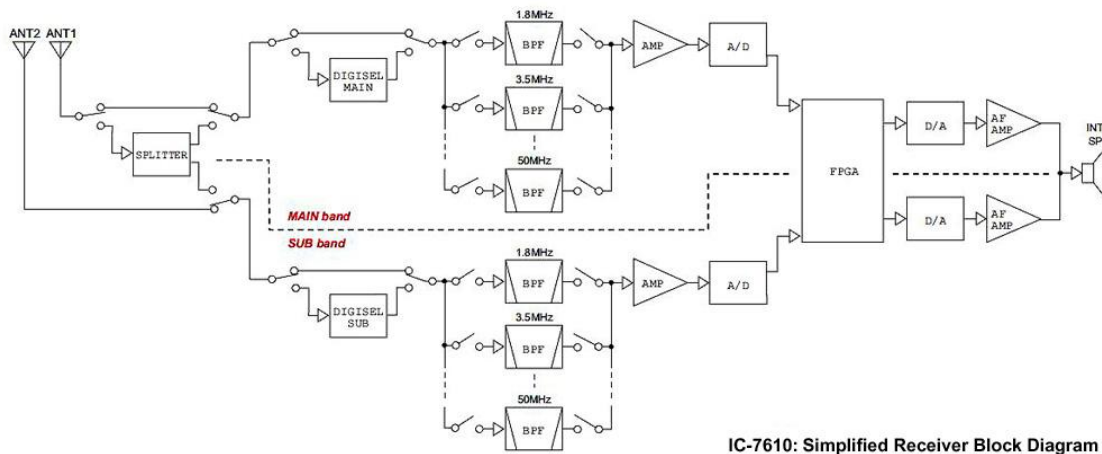 ANT2 ANT1
SPLITTER
DIGISEL
MAIN
1.8MHz
BPF
3.5MHz
BPF
50MHz
BPF
AMP
A/D
FPGA
D/A
AF
AMP
D/A
AF
AMP
INT
SP
MAIN band
SUB band
DIGISEL
SUB
1.8MHz
BPF
3.5MHz
BPF
50MHz
BPF
AMP
A/D
IC-7610: Simplified Receiver Block Diagram